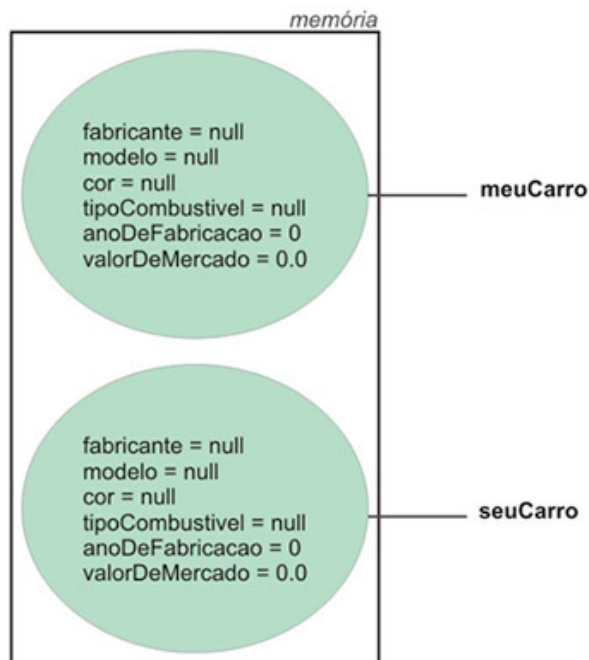 memória
fabricante = null
modelo = null
cor = null
tipoCombustivel = null
anoDeFabricacao = 0
valorDeMercado = 0.0
meuCarro
fabricante = null
modelo = null
cor = null
tipoCombustivel = null
anoDeFabricacao = 0
valorDeMercado = 0.0
seuCarro